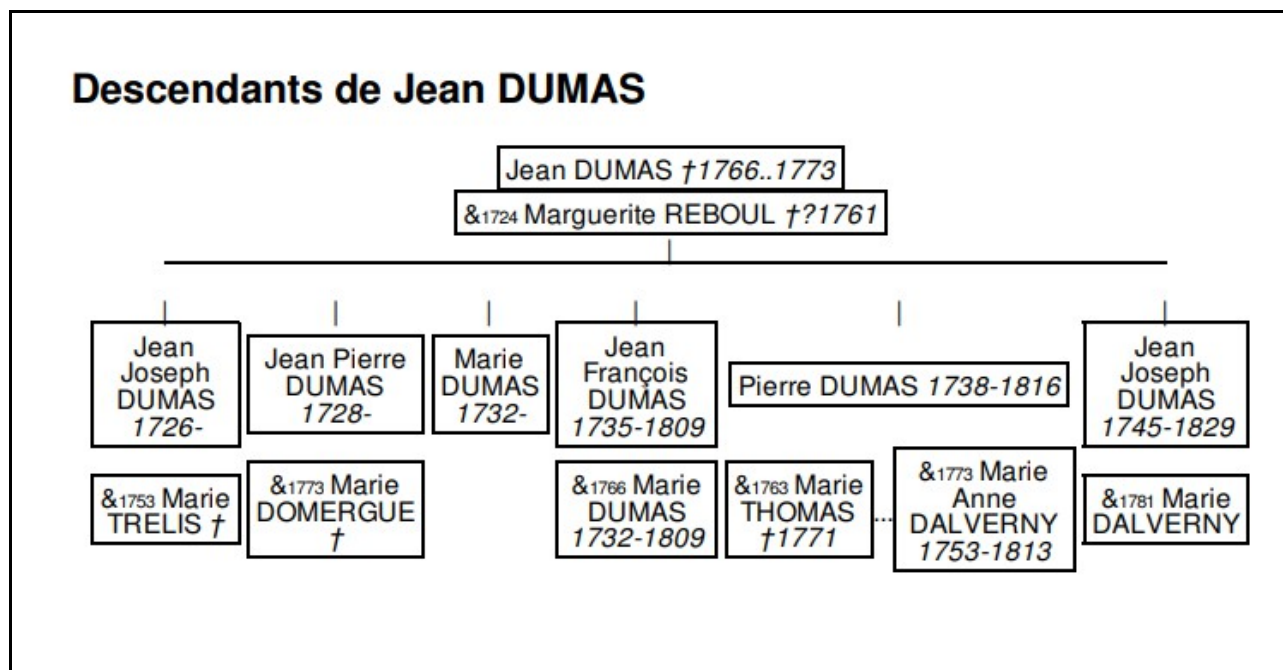 Descendants de Jean DUMAS
Jean DUMAS †1766..1773
&1724 Marguerite REBOUL †?1761
Jean
Joseph
DUMAS
1726-
Jean Pierre
DUMAS
1728-
Marie
DUMAS
1732-
Jean
François
DUMAS
1735-1809
Pierre DUMAS 1738-1816
Jean
Joseph
DUMAS
1745-1829
&1753 Marie
TRELIS †
&1773 Marie
DOMERGUE
†
&1766 Marie
DUMAS
1732-1809
&1763 Marie
THOMAS
†1771
...
&1773 Marie
Anne
DALVERNY
1753-1813
&1781 Marie
DALVERNY